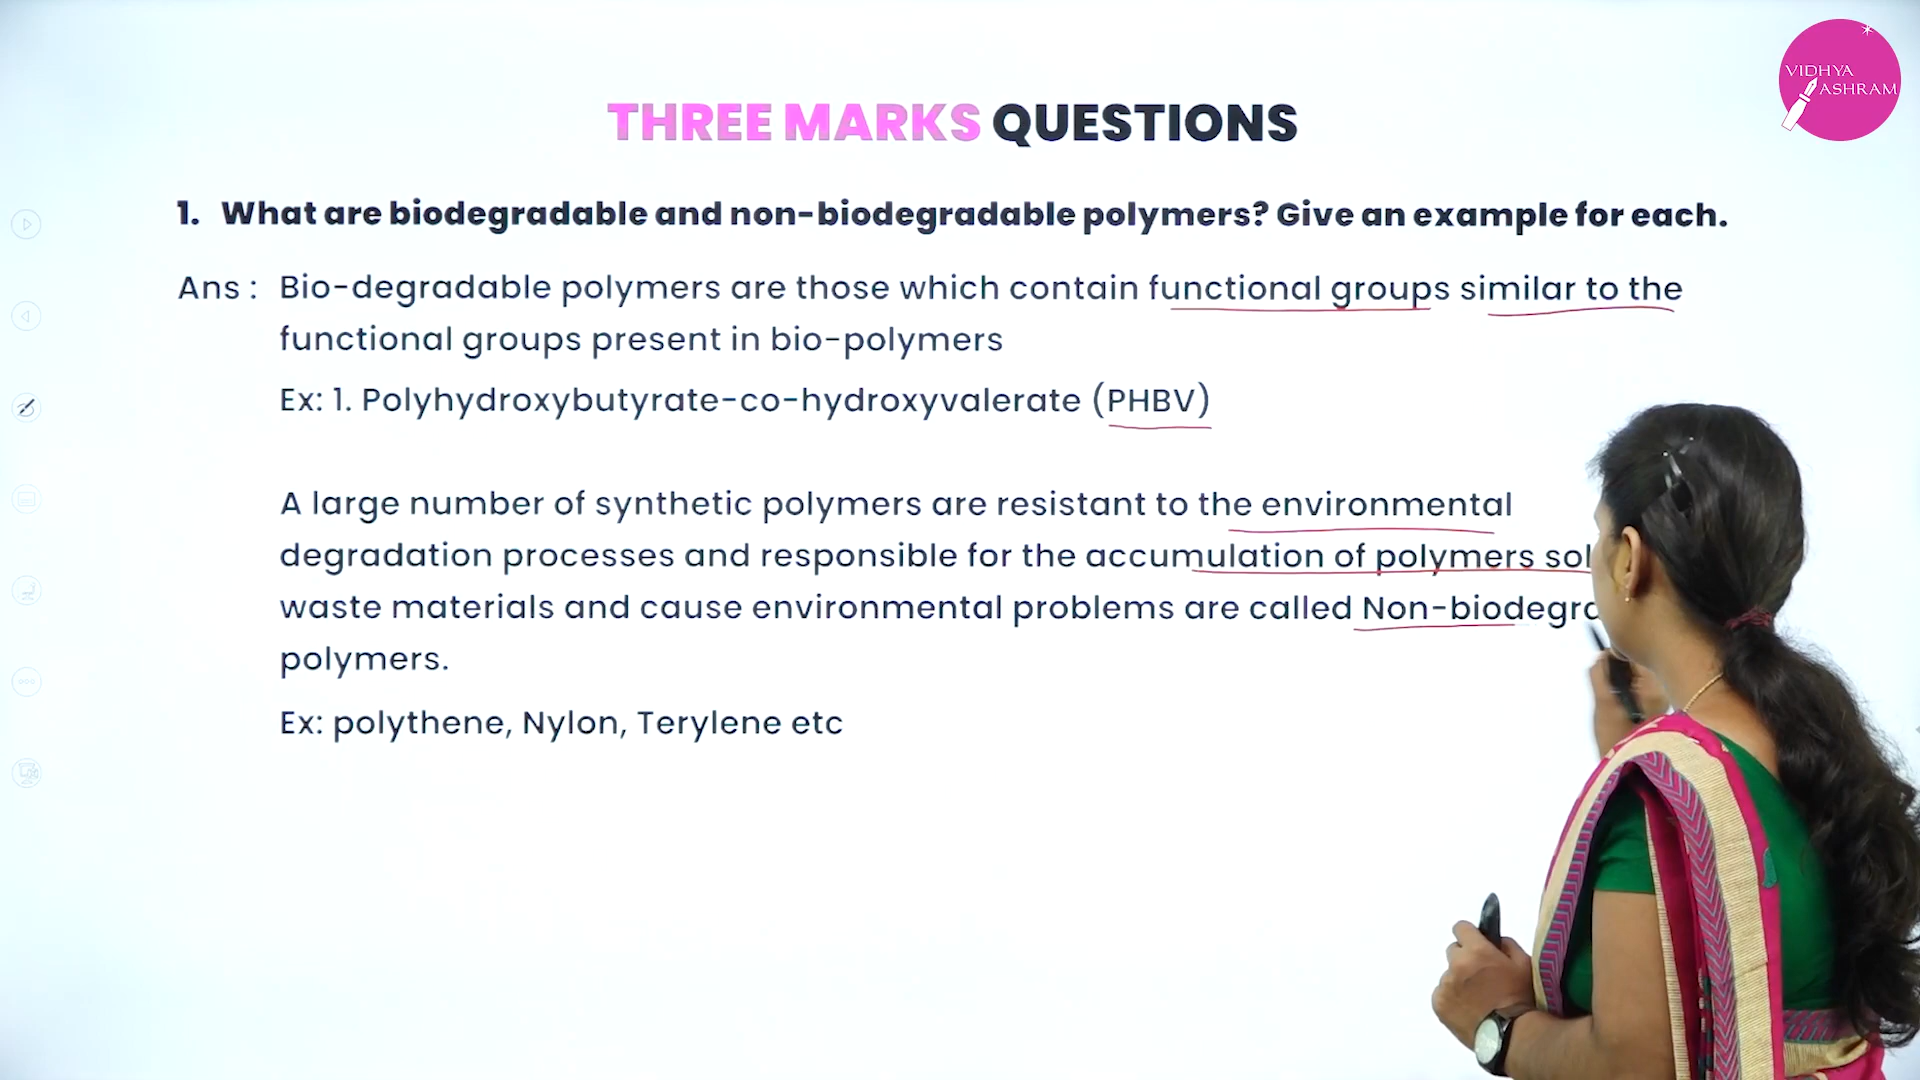 VIDHYA
ASHRAM
THREE MARKS QUESTIONS
1. What are biodegradable and non-biodegradable polymers? Give an example for each.
Ans : Bio-degradable polymers are those which contain functional groups similar to the
functional groups present in bio-polymers
Ex: 1. Polyhydroxybutyrate-co-hydroxyvalerate (PHBV)
A large number of synthetic polymers are resistant to the environmental
degradation processes and responsible for the accumulation of polymers
waste materials and cause environmental problems are called
polymers.
Ex: polythene, Nylon, Terylene etc